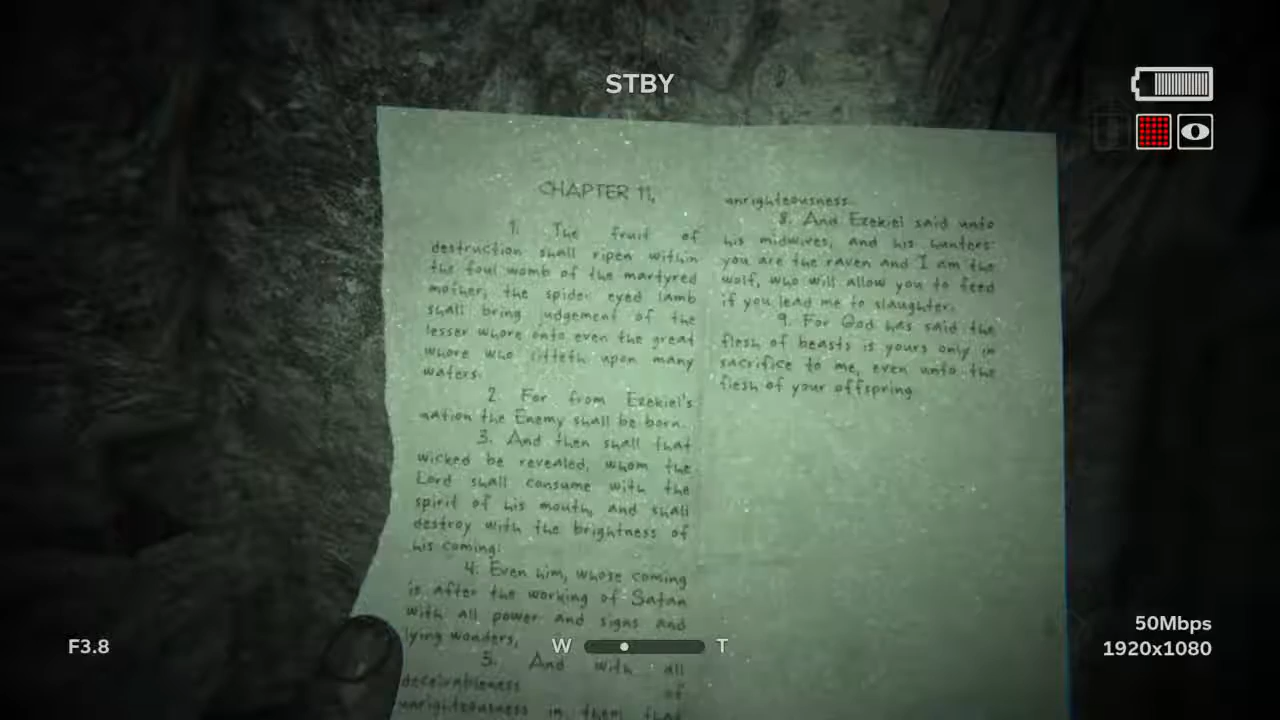 STBY
CHAPTER 11,
1. The fruit of
destruction shall ripen within
the foul womb of the martyred
mother, the spider eyed lamb
shall bring judgement of the
lesser whore onto even the great
whore who sitteth upon many
waters.
2. For from Ezekiel's
nation the Enemy shall be born.
3. And then shall that
wicked be revealed, whom the
Lord shall consume with the
spirit of his mouth, and shall
destroy with the brightness of
his coming:
4. Even him, whose coming
is after the working of Satan
with all power and signs and
lying wonders,
5. And with all
deceivableness of
unrighteousness in them that
unrighteousness.
8. And Ezekiel said unto
his midwives, and his hunters:
you are the raven and I am the
wolf, who will allow you to feed
if you lead me to slaughter.
9. For God has said the
flesh of beasts is yours only in
sacrifice to me, even unto the
flesh of your offspring
F3.8
W T
50Mbps
1920x1080